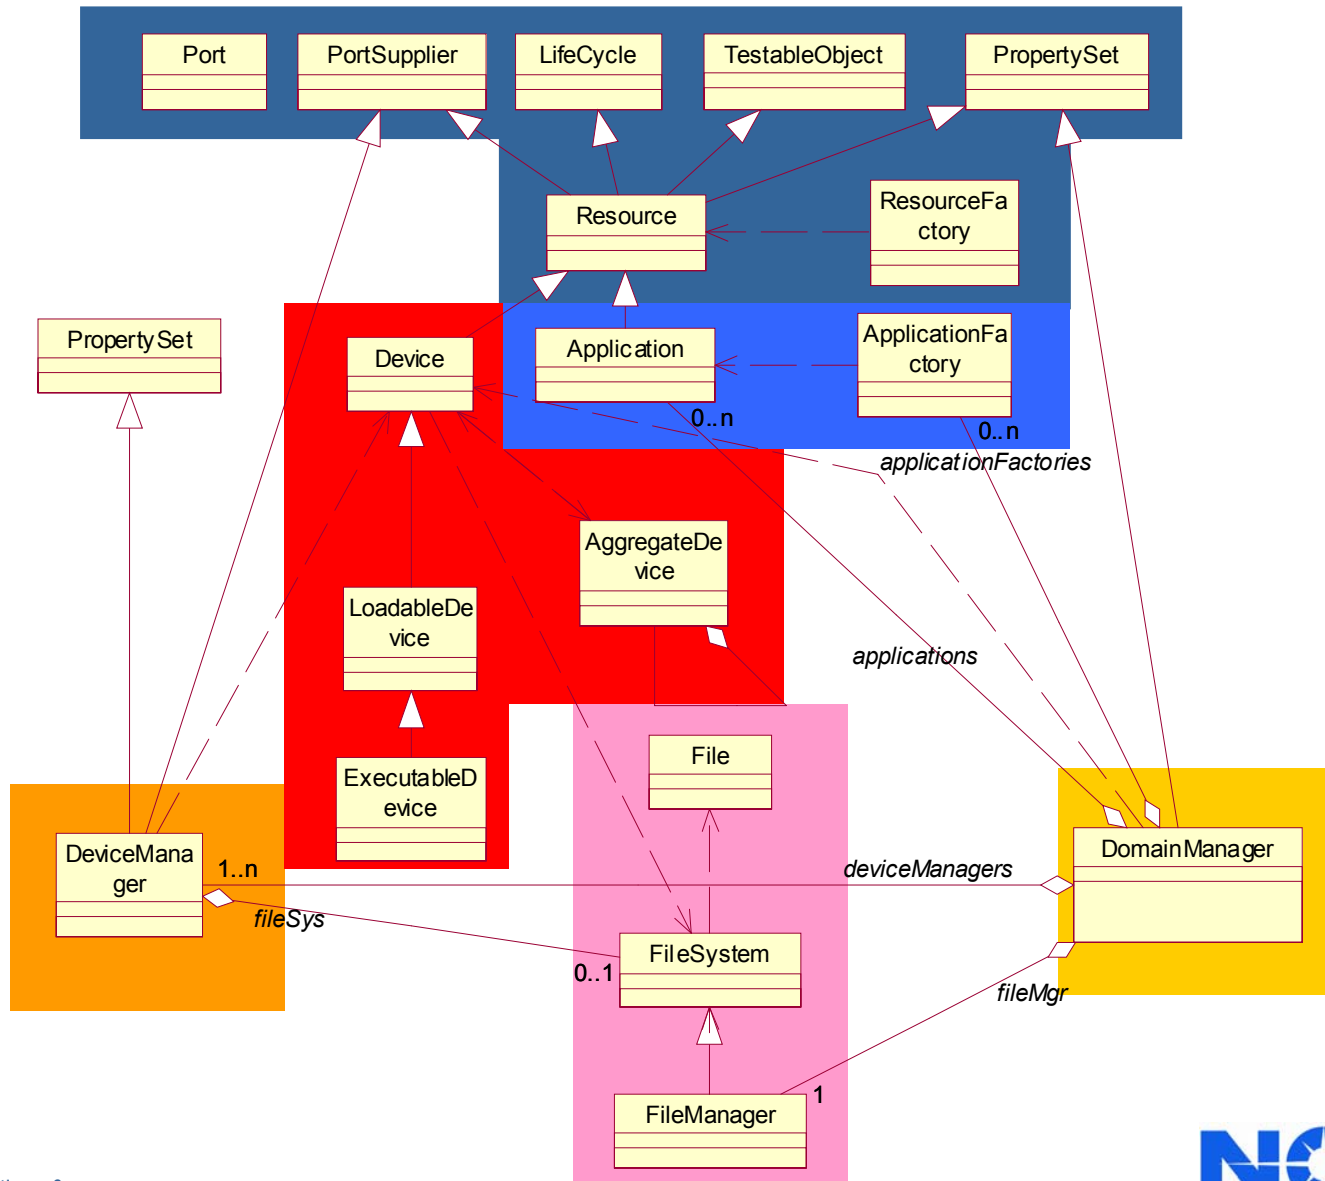 Port
PortSupplier
LifeCycle
TestableObject
PropertySet
Resource
ResourceFa
ctory
PropertySet
Device
Application
ApplicationFa
ctory
0..n
0..n
applicationFactories
AggregateDe
vice
LoadableDe
vice
applications
File
ExecutableD
evice
DeviceMana
ger
1..n
deviceManagers
DomainManager
fileSys
FileSystem
0..1
fileMgr
1
FileManager